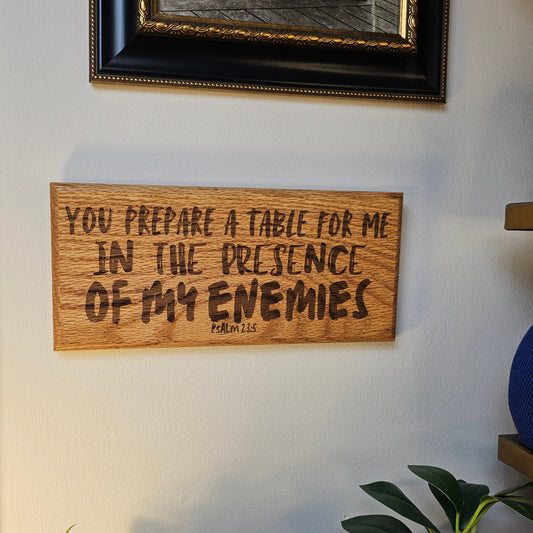 YOU PREPARE A TABLE FOR ME
IN THE PRESENCE
OF MY ENEMIES
PSALM 23:5